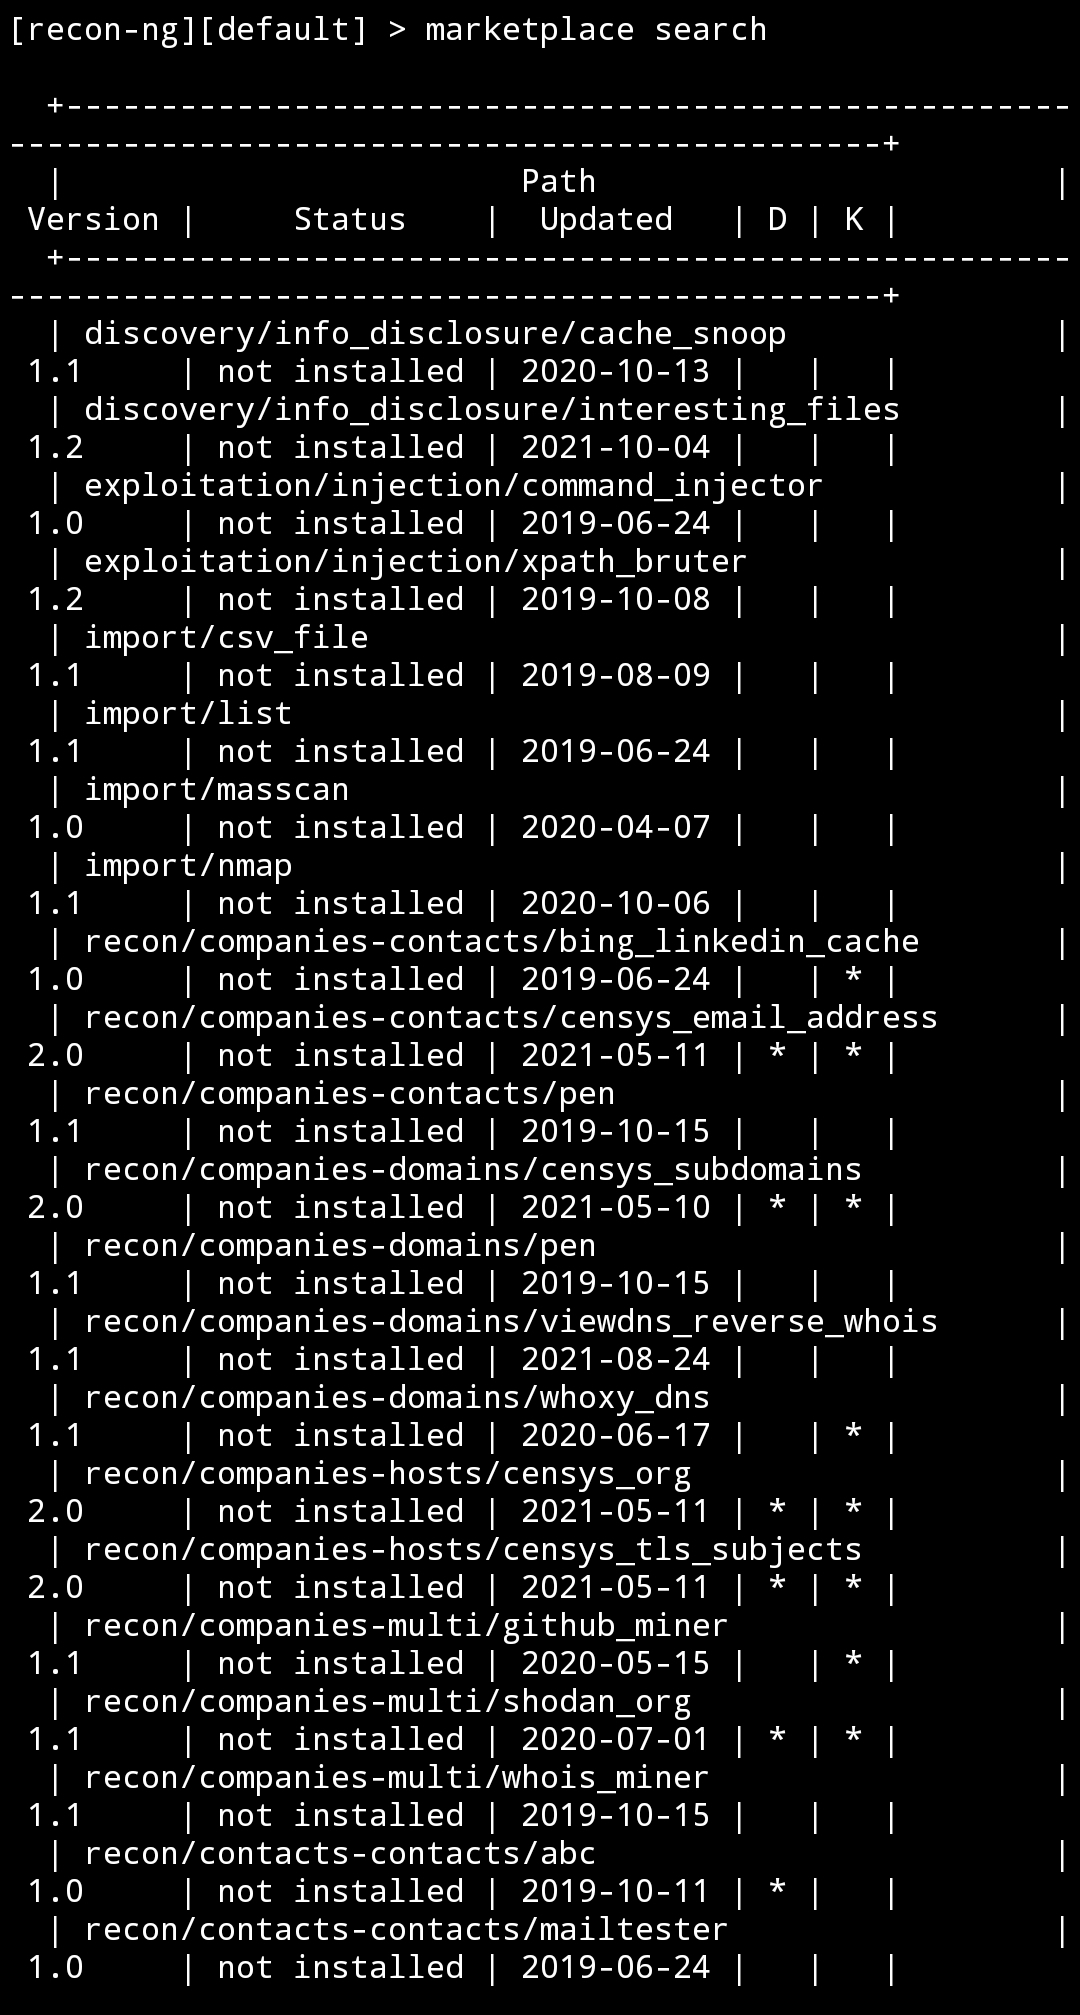 [recon-ng][default] > marketplace search

  +-----------------------------------------------------
----------------------------------------------+
  |                        Path                        |
 Version |     Status    |  Updated   | D | K |
  +-----------------------------------------------------
----------------------------------------------+
  | discovery/info_disclosure/cache_snoop              |
 1.1     | not installed | 2020-10-13 |   |   |
  | discovery/info_disclosure/interesting_files        |
 1.2     | not installed | 2021-10-04 |   |   |
  | exploitation/injection/command_injector            |
 1.0     | not installed | 2019-06-24 |   |   |
  | exploitation/injection/xpath_bruter                |
 1.2     | not installed | 2019-10-08 |   |   |
  | import/csv_file                                    |
 1.1     | not installed | 2019-08-09 |   |   |
  | import/list                                        |
 1.1     | not installed | 2019-06-24 |   |   |
  | import/masscan                                     |
 1.0     | not installed | 2020-04-07 |   |   |
  | import/nmap                                        |
 1.1     | not installed | 2020-10-06 |   |   |
  | recon/companies-contacts/bing_linkedin_cache       |
 1.0     | not installed | 2019-06-24 |   | * |
  | recon/companies-contacts/censys_email_address      |
 2.0     | not installed | 2021-05-11 | * | * |
  | recon/companies-contacts/pen                       |
 1.1     | not installed | 2019-10-15 |   |   |
  | recon/companies-domains/censys_subdomains          |
 2.0     | not installed | 2021-05-10 | * | * |
  | recon/companies-domains/pen                        |
 1.1     | not installed | 2019-10-15 |   |   |
  | recon/companies-domains/viewdns_reverse_whois      |
 1.1     | not installed | 2021-08-24 |   |   |
  | recon/companies-domains/whoxy_dns                  |
 1.1     | not installed | 2020-06-17 |   | * |
  | recon/companies-hosts/censys_org                   |
 2.0     | not installed | 2021-05-11 | * | * |
  | recon/companies-hosts/censys_tls_subjects          |
 2.0     | not installed | 2021-05-11 | * | * |
  | recon/companies-multi/github_miner                 |
 1.1     | not installed | 2020-05-15 |   | * |
  | recon/companies-multi/shodan_org                   |
 1.1     | not installed | 2020-07-01 | * | * |
  | recon/companies-multi/whois_miner                  |
 1.1     | not installed | 2019-10-15 |   |   |
  | recon/contacts-contacts/abc                        |
 1.0     | not installed | 2019-10-11 | * |   |
  | recon/contacts-contacts/mailtester                 |
 1.0     | not installed | 2019-06-24 |   |   |